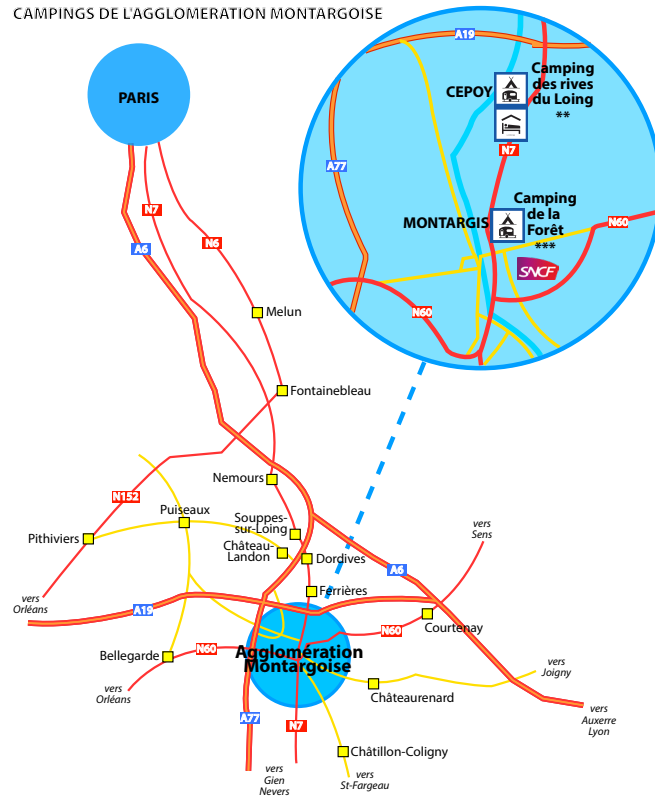 CAMPINGS DE L'AGGLOMERATION MONTARGOISE
PARIS
A19
CEPOY
Camping
des rives
du Loing
**
N7
A77
MONTARGIS
Camping
de la
Forêt
***
N60
SNCF
N60
N7
N6
A6
Melun
Fontainebleau
Nemours
N152
Puiseaux
Pithiviers
Souppes-
sur-Loing
Château-
Landon
Dordives
vers
Sens
A6
Ferrières
vers
Orléans
A19
Courtenay
N60
N60
Bellegarde
Agglomération
Montargoise
vers
Orléans
vers
Joigny
Châteaurenard
A77
N7
vers
Auxerre
Lyon
Châtillon-Coligny
vers
Gien
Nevers
vers
St-Fargeau